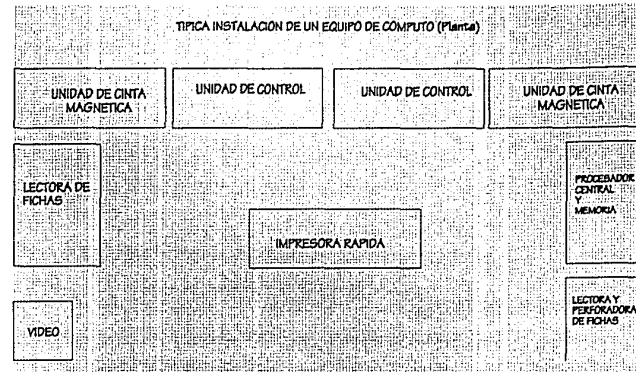 TIPICA INSTALACION DE UN EQUIPO DE COMPUTO (Planta)
UNIDAD DE CINTA
MAGNETICA
UNIDAD DE CONTROL
UNIDAD DE CONTROL
UNIDAD DE CINTA
MAGNETICA
LECTORA DE
FICHAS
PROCESADOR
CENTRAL
Y
MEMORIA
IMPRESORA RAPIDA
VIDEO
LECTORA Y
PERFORADORA
DE FICHAS